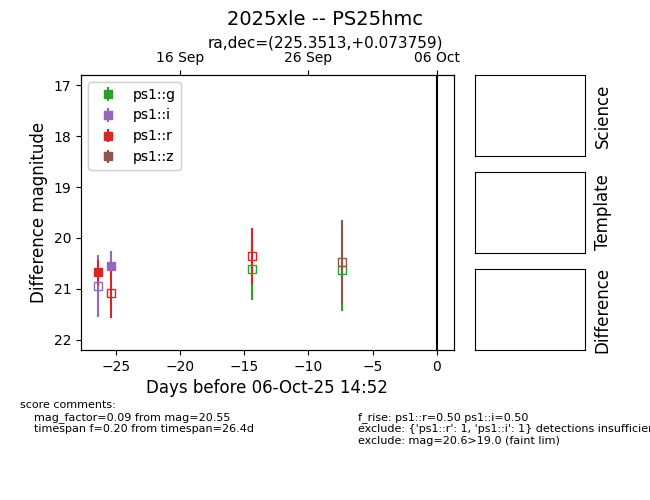 2025xle -- PS25hmc
ra,dec=(225.3513,+0.073759)
16 Sep 26 Sep 06 Oct
17
18
19
20
21
22
Difference magnitude
ps1::g
ps1::i
ps1::r
ps1::z
−25 −20 −15 −10 −5 0
Days before 06-Oct-25 14:52
Science
Template
Difference
score comments:
mag_factor=0.09 from mag=20.55
timespan f=0.20 from timespan=26.4d
f_rise: ps1::r=0.50 ps1::i=0.50
exclude: {'ps1::r': 1, 'ps1::i': 1} detections insufficie
exclude: mag=20.6>19.0 (faint lim)